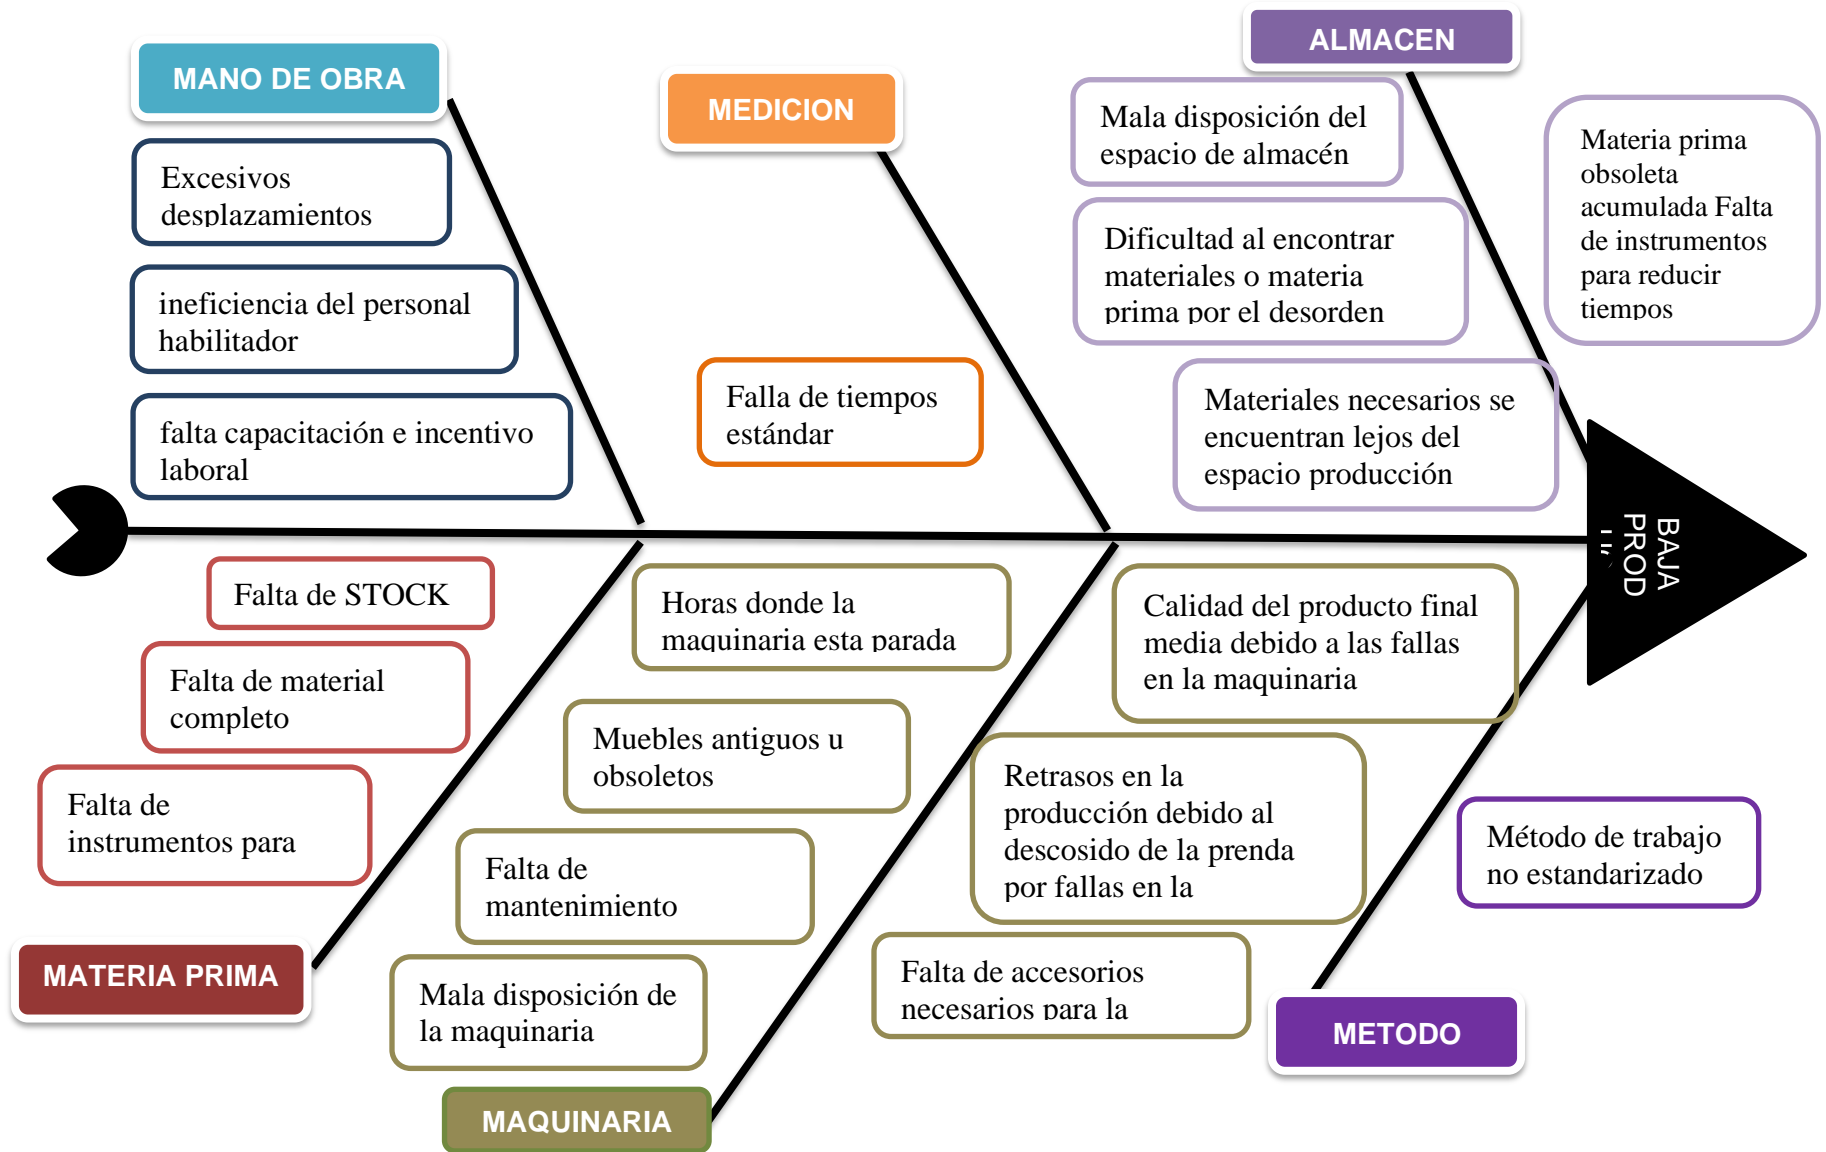 MANO DE OBRA
Excesivos
desplazamientos
ineficiencia del personal
habilitador
falta capacitación e incentivo
laboral
MEDICION
Falla de tiempos
estándar
ALMACEN
Mala disposición del
espacio de almacén
Dificultad al encontrar
materiales o materia
prima por el desorden
Materiales necesarios se
encuentran lejos del
espacio producción
Materia prima
obsoleta
acumulada Falta
de instrumentos
para reducir
tiempos
BAJA
PROD
Falta de STOCK
Falta de material
completo
Falta de
instrumentos para
MATERIA PRIMA
Horas donde la
maquinaria esta parada
Muebles antiguos u
obsoletos
Falta de
mantenimiento
Mala disposición de
la maquinaria
MAQUINARIA
Calidad del producto final
media debido a las fallas
en la maquinaria
Retrasos en la
producción debido al
descosido de la prenda
por fallas en la
Falta de accesorios
necesarios para la
Método de trabajo
no estandarizado
METODO